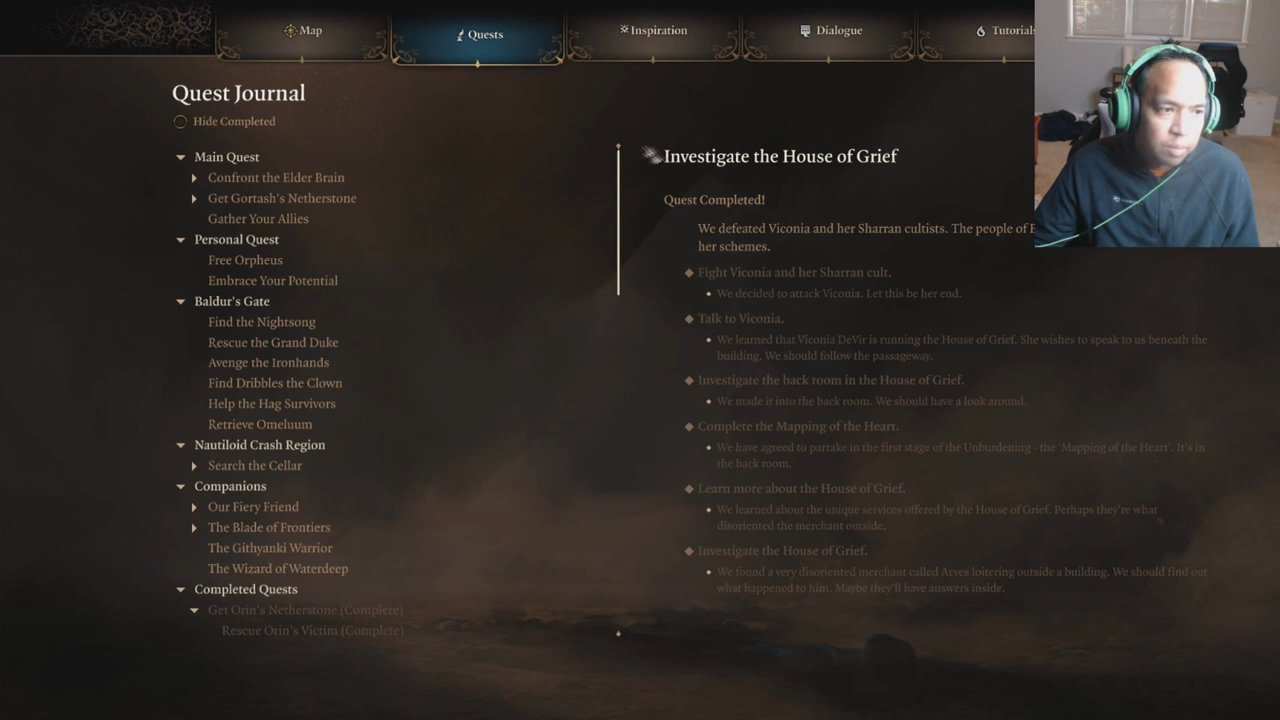 Map
Quests
Inspiration
Dialogue
Tutorials
Quest Journal
Hide Completed
Main Quest
Confront the Elder Brain
Get Gortash's Netherstone
Gather Your Allies
Personal Quest
Free Orpheus
Embrace Your Potential
Baldur's Gate
Find the Nightsong
Rescue the Grand Duke
Avenge the Ironhands
Find Dribbles the Clown
Help the Hag Survivors
Retrieve Omeluum
Nautiloid Crash Region
Search the Cellar
Companions
Our Fiery Friend
The Blade of Frontiers
The Githyanki Warrior
The Wizard of Waterdeep
Completed Quests
Get Orin's Netherstone (Complete)
Rescue Orin's Victim (Complete)
Investigate the House of Grief
Quest Completed!
We defeated Viconia and her Sharran cultists. The people of
her schemes.
Fight Viconia and her Sharran cult.
We decided to attack Viconia. Let this be her end.
Talk to Viconia.
We learned that Viconia DeVir is running the House of Grief. She wishes to speak to us beneath the
building. We should follow the passageway.
Investigate the back room in the House of Grief.
We made it into the back room. We should have a look around.
Complete the Mapping of the Heart.
We have agreed to partake in the first stage of the Unburdening - the 'Mapping of the Heart'. It's in
the back room.
Learn more about the House of Grief.
We learned about the unique services offered by the House of Grief. Perhaps they're what
disoriented the merchant outside.
Investigate the House of Grief.
We found a very disoriented merchant called Arves loitering outside a building. We should find out
what happened to him. Maybe they'll have answers inside.